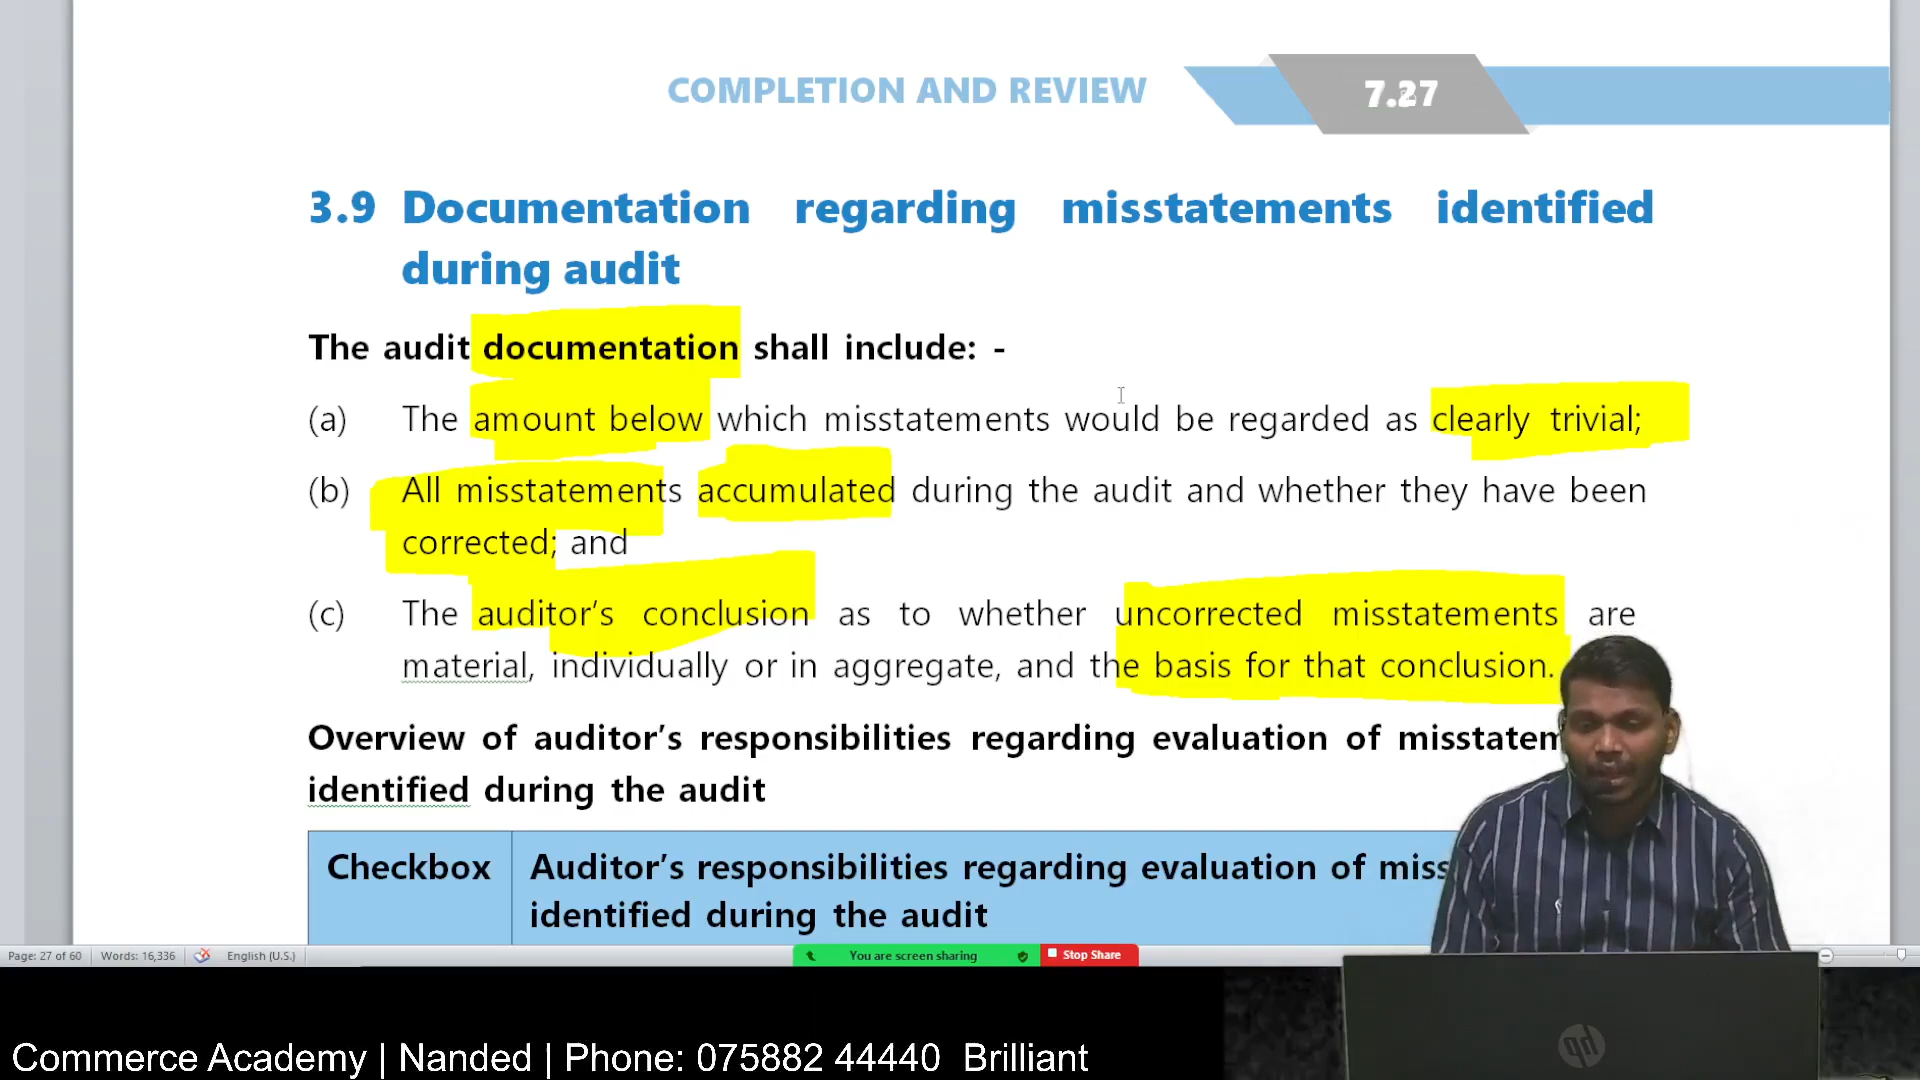 COMPLETION AND REVIEW 7.27
3.9 Documentation regarding misstatements identified
during audit
The audit documentation shall include: -
(a) The amount below which misstatements would be regarded as clearly trivial;
(b) All misstatements accumulated during the audit and whether they have been
corrected; and
(c) The auditor’s conclusion as to whether uncorrected misstatements are
material, individually or in aggregate, and the basis for that conclusion.
Overview of auditor’s responsibilities regarding evaluation of misstatem
identified during the audit
Checkbox Auditor’s responsibilities regarding evaluation of miss
identified during the audit
Page: 27 of 60 Words: 16,336 English (U.S.) You are screen sharing Stop Share
hp
Commerce Academy | Nanded | Phone: 075882 44440 Brilliant